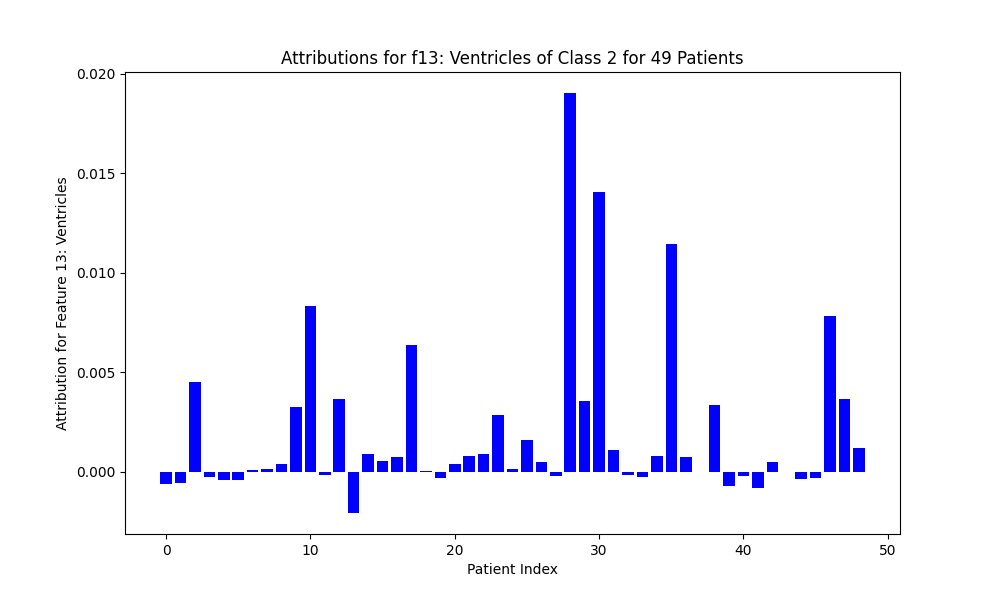 Attributions for f13: Ventricles of Class 2 for 49 Patients
Attribution for Feature 13: Ventricles
0.020
0.015
0.010
0.005
0.000
0 10 20 30 40 50
Patient Index